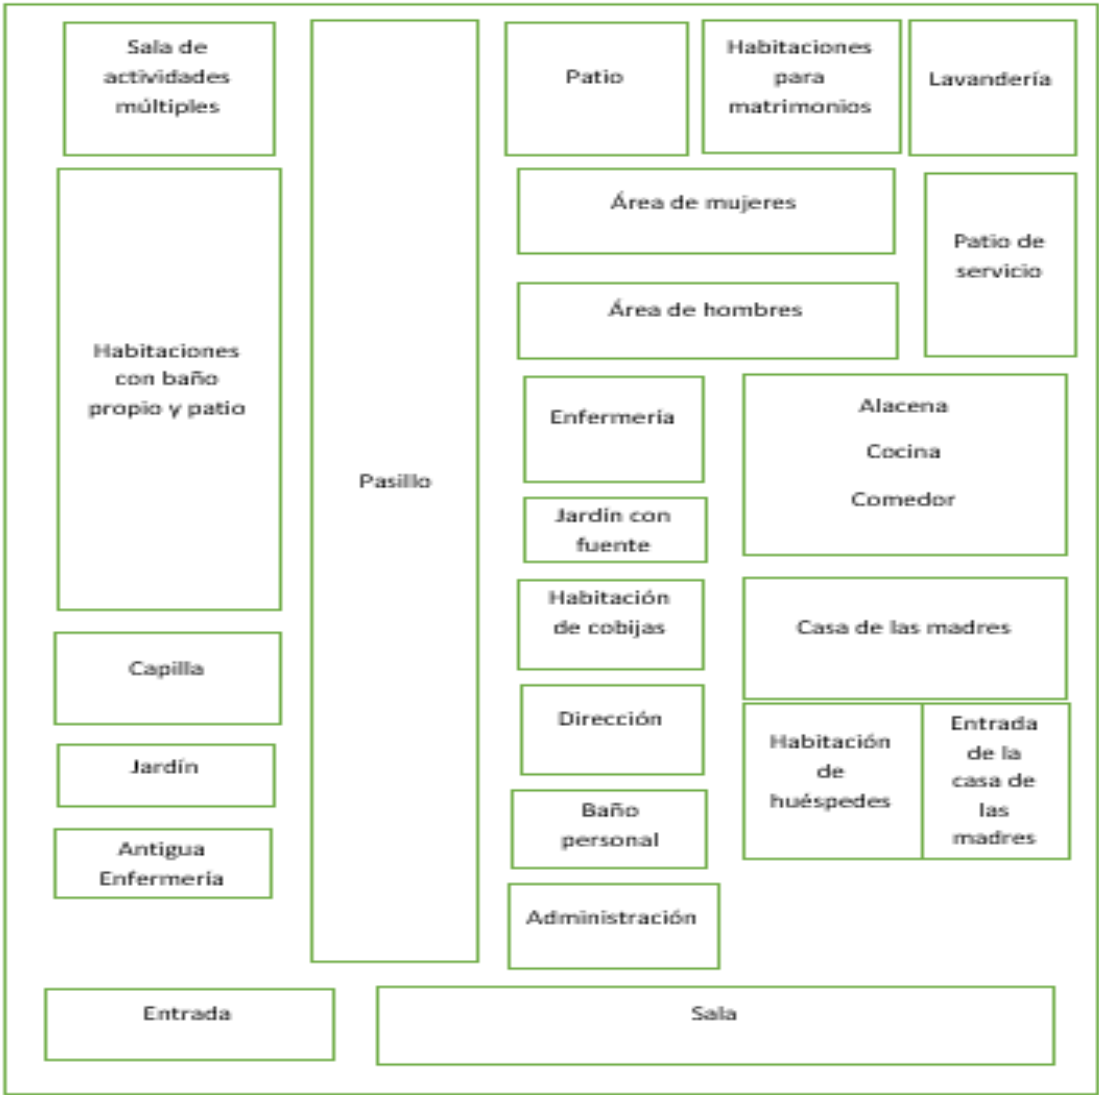 Sala de
actividades
múltiples
Patio
Habitaciones
para
matrimonios
Lavandería
Área de mujeres
Patio de
servicio
Área de hombres
Habitaciones
con baño
propio y patio
Pasillo
Enfermería
Alacena
Cocina
Comedor
Jardín con
fuente
Habitación
de cobijas
Casa de las madres
Capilla
Dirección
Habitación
de
huéspedes
Entrada
de la
casa de
las
madres
Jardín
Baño
personal
Antigua
Enfermería
Administración
Entrada
Sala